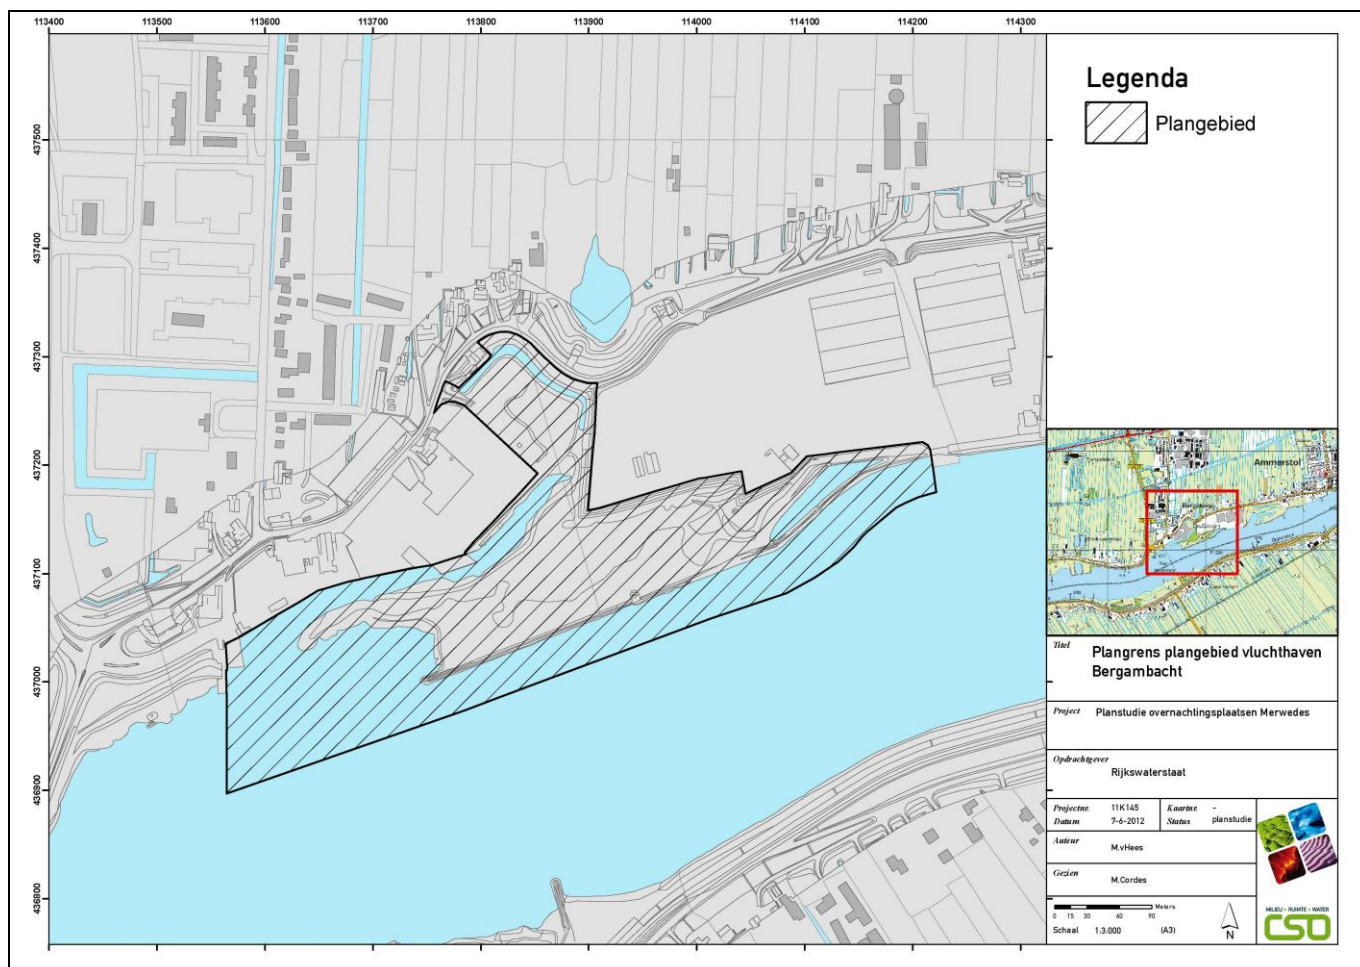 113400 113500 113600 113700 113800 113900 114000 114100 114200 114300
437500
437400
437300
437200
437100
437000
436900
436800
Legenda
Plangebied
Ammerstol
Titel
Plangrens plangebied vluchthaven
Bergambacht
Project Planstudie overnachtingsplaatsen Merwedes
Opdrachtgever
Rijkswaterstaat
Projectnr. 11K145 Kaartnr. -
Datum 7-6-2012 Status planstudie
Auteur
M.vHees
Gezien
M.Cordes
Meters
0 15 30 60 90
Schaal 1:3.000 (A3)
N
MILIEU • RUIMTE • WATER
CSO